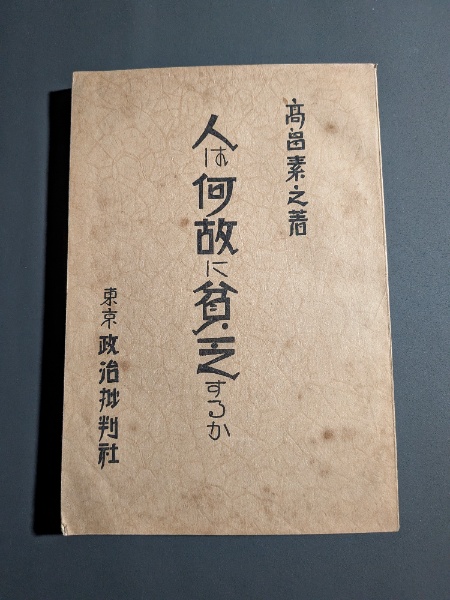 高畠素之著
人は何故に貧乏するか
東京 政治批判社